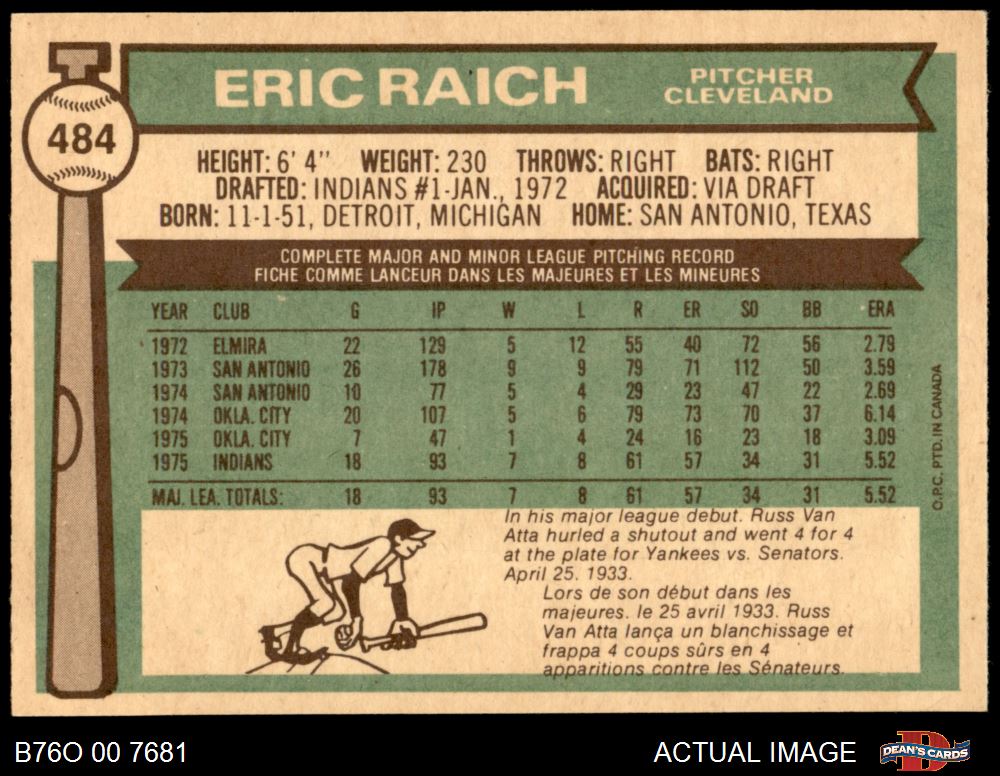 ERIC RAICH
PITCHER
CLEVELAND
484
HEIGHT: 6' 4" WEIGHT: 230 THROWS: RIGHT BATS: RIGHT
DRAFTED: INDIANS #1-JAN., 1972 ACQUIRED: VIA DRAFT
BORN: 11-1-51, DETROIT, MICHIGAN HOME: SAN ANTONIO, TEXAS
COMPLETE MAJOR AND MINOR LEAGUE PITCHING RECORD
FICHE COMME LANCEUR DANS LES MAJEURES ET LES MINEURES
YEAR CLUB G IP W L R ER SO BB ERA
1972 ELMIRA 22 129 5 12 55 40 72 56 2.79
1973 SAN ANTONIO 26 178 9 9 79 71 112 50 3.59
1974 SAN ANTONIO 10 77 5 4 29 23 47 22 2.69
1974 OKLA. CITY 20 107 5 6 79 73 70 37 6.14
1975 OKLA. CITY 7 47 1 4 24 16 23 18 3.09
1975 INDIANS 18 93 7 8 61 57 34 31 5.52
MAJ. LEA. TOTALS: 18 93 7 8 61 57 34 31 5.52
O.P.C. PTD. IN CANADA
In his major league debut. Russ Van
Atta hurled a shutout and went 4 for 4
at the plate for Yankees vs. Senators.
April 25. 1933.
Lors de son début dans les
majeures. le 25 avril 1933. Russ
Van Atta lança un blanchissage et
frappa 4 coups sûrs en 4
apparitions contre les Sénateurs.
B76O 00 7681
ACTUAL IMAGE
DEAN'S CARDS